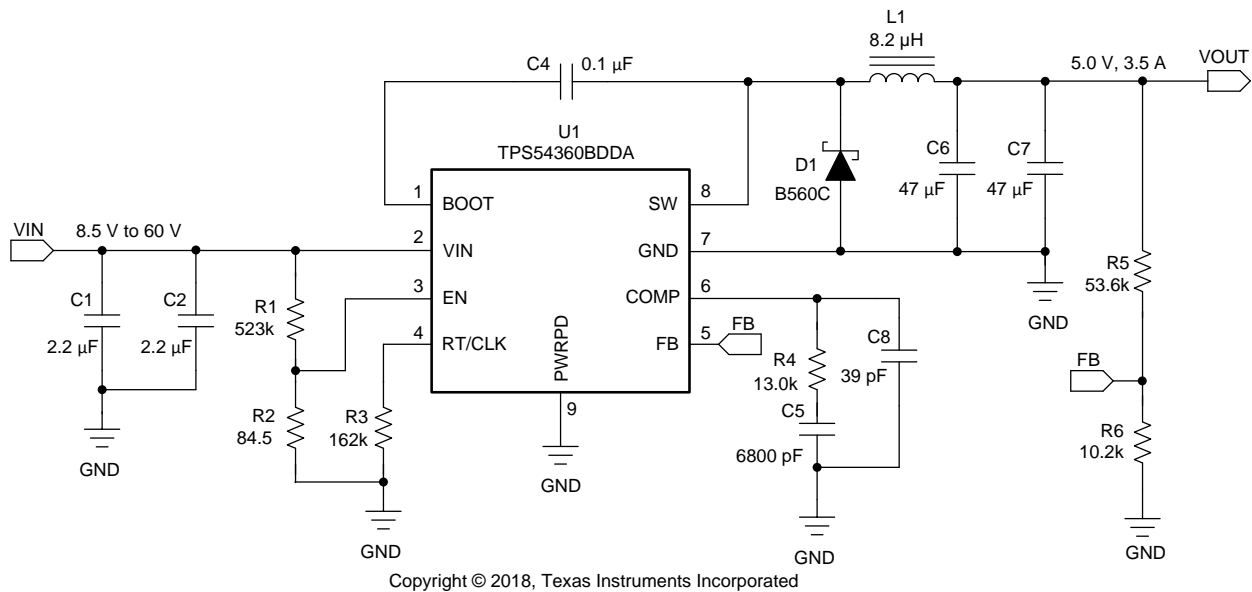 L1
8.2 µH
C4
0.1 µF
5.0 V, 3.5 A
VOUT
U1
TPS54360BDDA
D1
B560C
C6
47 µF
C7
47 µF
1
BOOT
SW
8
VIN
8.5 V to 60 V
2
VIN
GND
7
3
EN
COMP
6
4
RT/CLK
FB
5
FB
PWRPD
9
GND
C1
2.2 µF
C2
2.2 µF
GND
R1
523k
R2
84.5
R3
162k
GND
R4
13.0k
C8
39 pF
C5
6800 pF
GND
GND
R5
53.6k
FB
R6
10.2k
GND
Copyright © 2018, Texas Instruments Incorporated